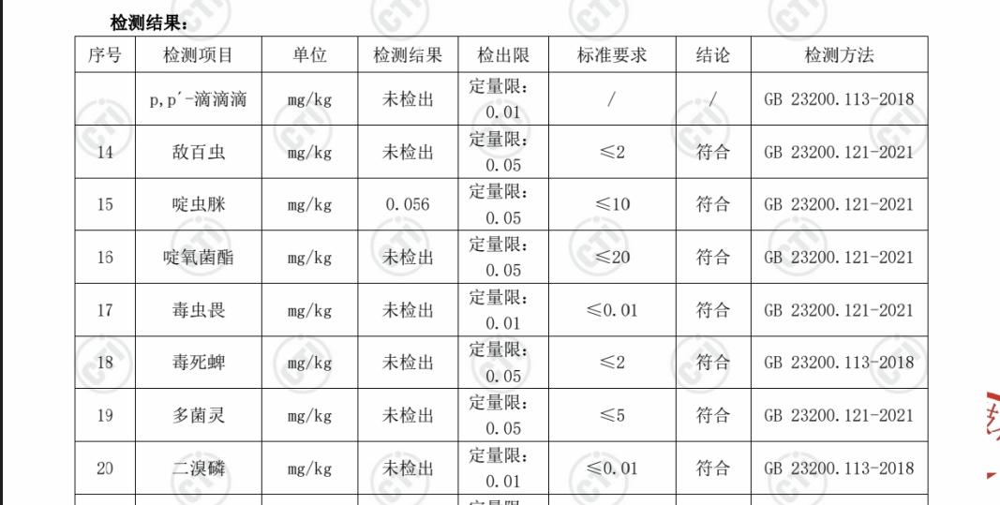 检测结果：
序号 检测项目 单位 检测结果 检出限 标准要求 结论 检测方法
p,p´-滴滴滴 mg/kg 未检出 定量限： 0.01 / / GB 23200.113-2018
14 敌百虫 mg/kg 未检出 定量限： 0.05 ≤2 符合 GB 23200.121-2021
15 啶虫脒 mg/kg 0.056 定量限： 0.05 ≤10 符合 GB 23200.121-2021
16 啶氧菌酯 mg/kg 未检出 定量限： 0.05 ≤20 符合 GB 23200.121-2021
17 毒虫畏 mg/kg 未检出 定量限： 0.01 ≤0.01 符合 GB 23200.121-2021
18 毒死蜱 mg/kg 未检出 定量限： 0.05 ≤2 符合 GB 23200.113-2018
19 多菌灵 mg/kg 未检出 定量限： 0.05 ≤5 符合 GB 23200.121-2021
20 二溴磷 mg/kg 未检出 定量限： 0.01 ≤0.01 符合 GB 23200.113-2018